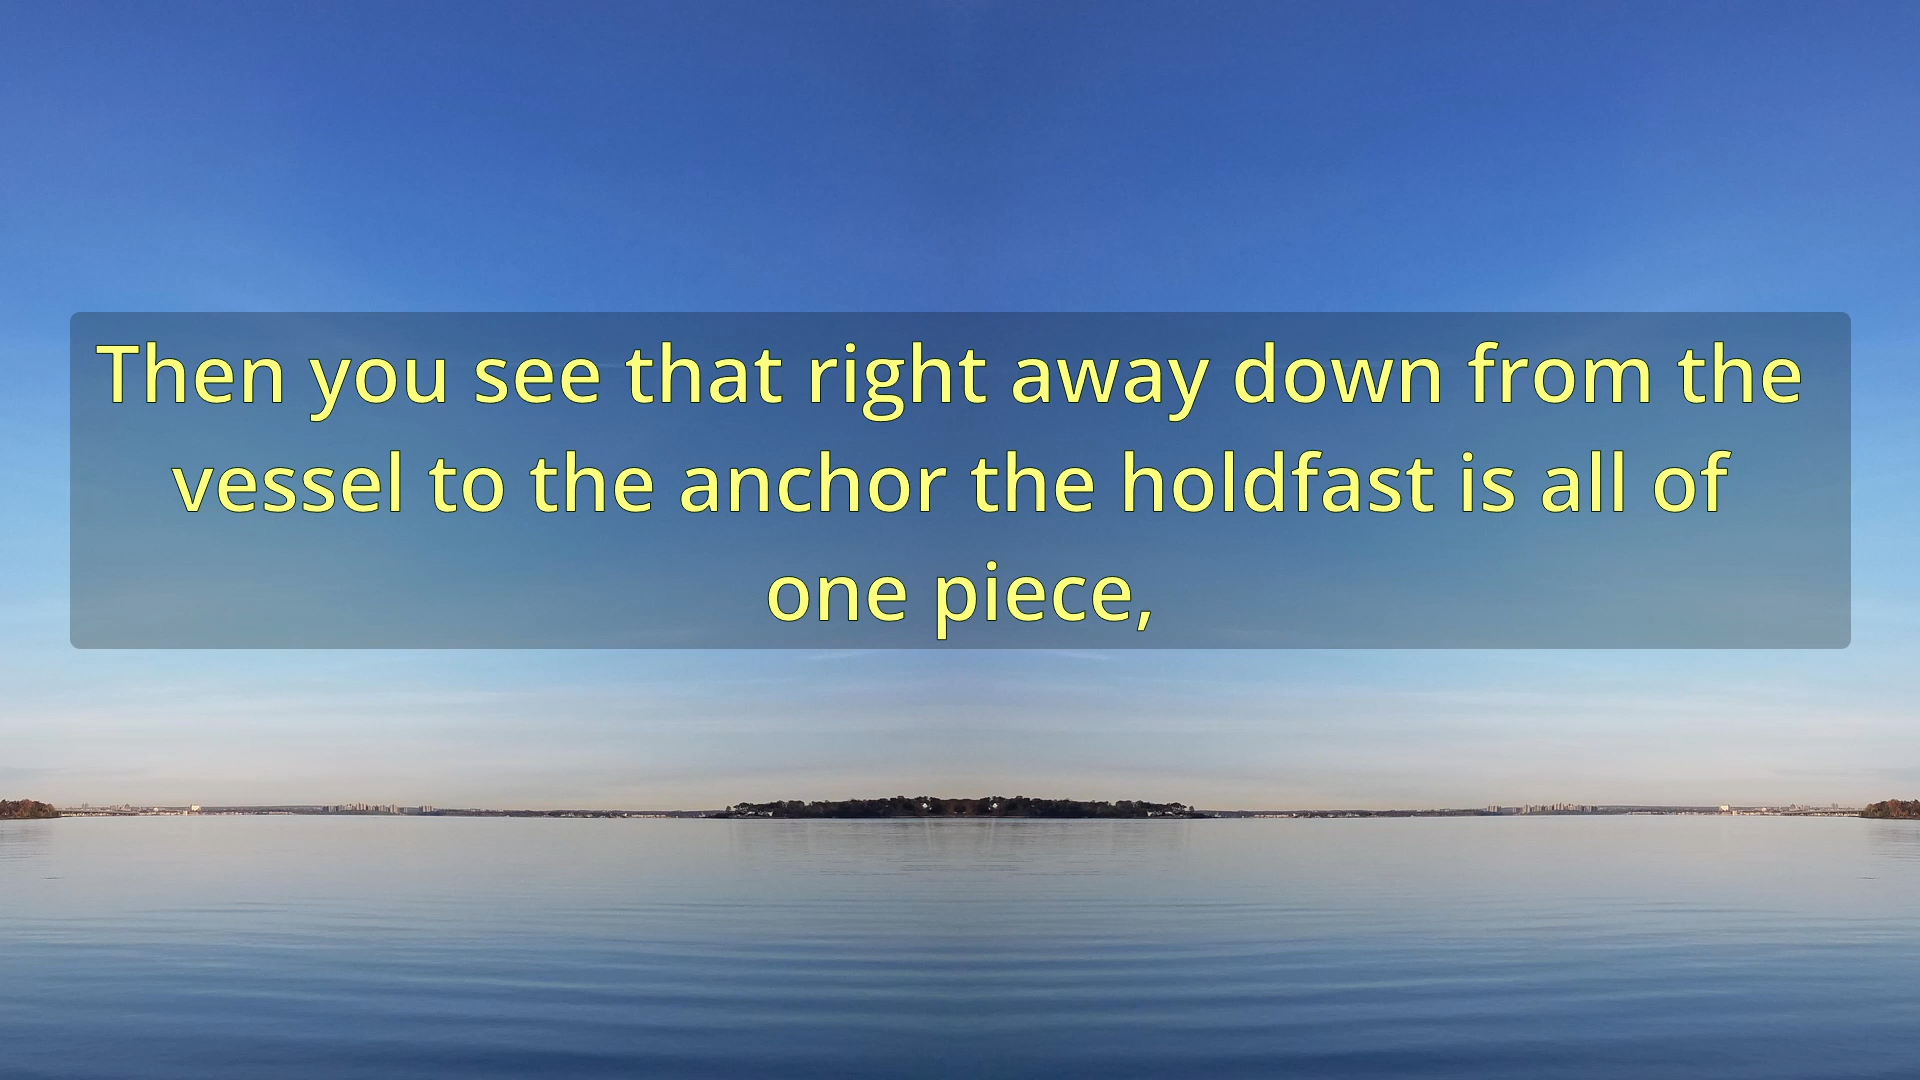 Then you see that right away down from the
vessel to the anchor the holdfast is all of
one piece,